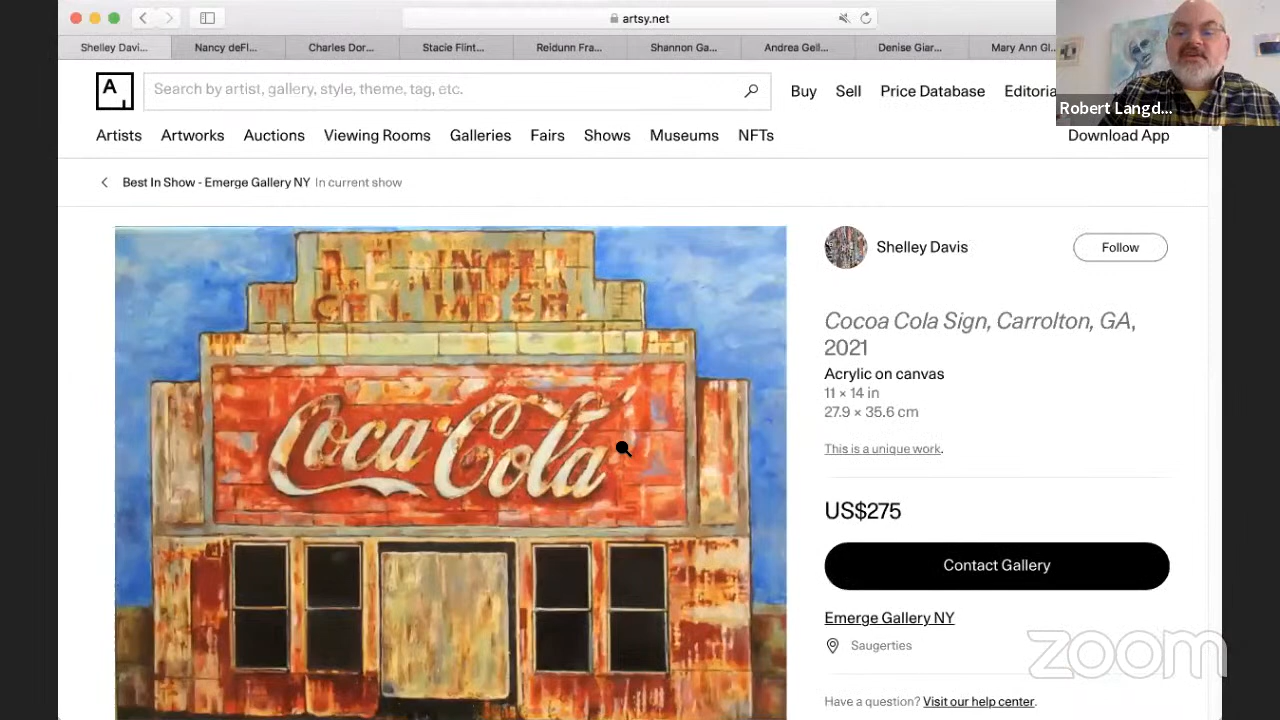 artsy.net
Shelley Davi...
Nancy deFl...
Charles Dor...
Stacie Flint...
Reidunn Fra...
Shannon Ga...
Andrea Gell...
Denise Giar...
Mary Ann Gl...
Robert Langd...
A
Search by artist, gallery, style, theme, tag, etc.
Buy
Sell
Price Database
Editoria
Artists
Artworks
Auctions
Viewing Rooms
Galleries
Fairs
Shows
Museums
NFTs
Download App
Best In Show - Emerge Gallery NY In current show
Coca Cola
Shelley Davis
Follow
Cocoa Cola Sign, Carrolton, GA,
2021
Acrylic on canvas
11 × 14 in
27.9 × 35.6 cm
This is a unique work.
US$275
Contact Gallery
Emerge Gallery NY
Saugerties
Have a question? Visit our help center.
zoom